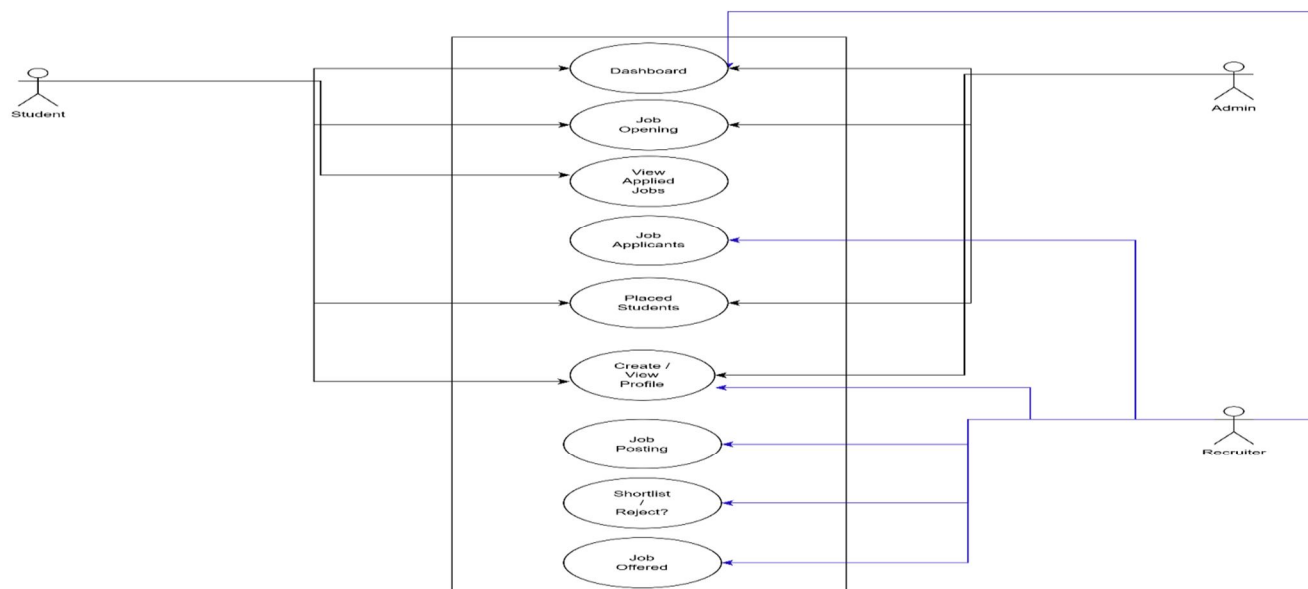 Dashboard
Student
Admin
Job
Opening
View
Applied
Jobs
Job
Applicants
Placed
Students
Create /
View
Profile
Job
Posting
Recruiter
Shortlist
/
Reject?
Job
Offered